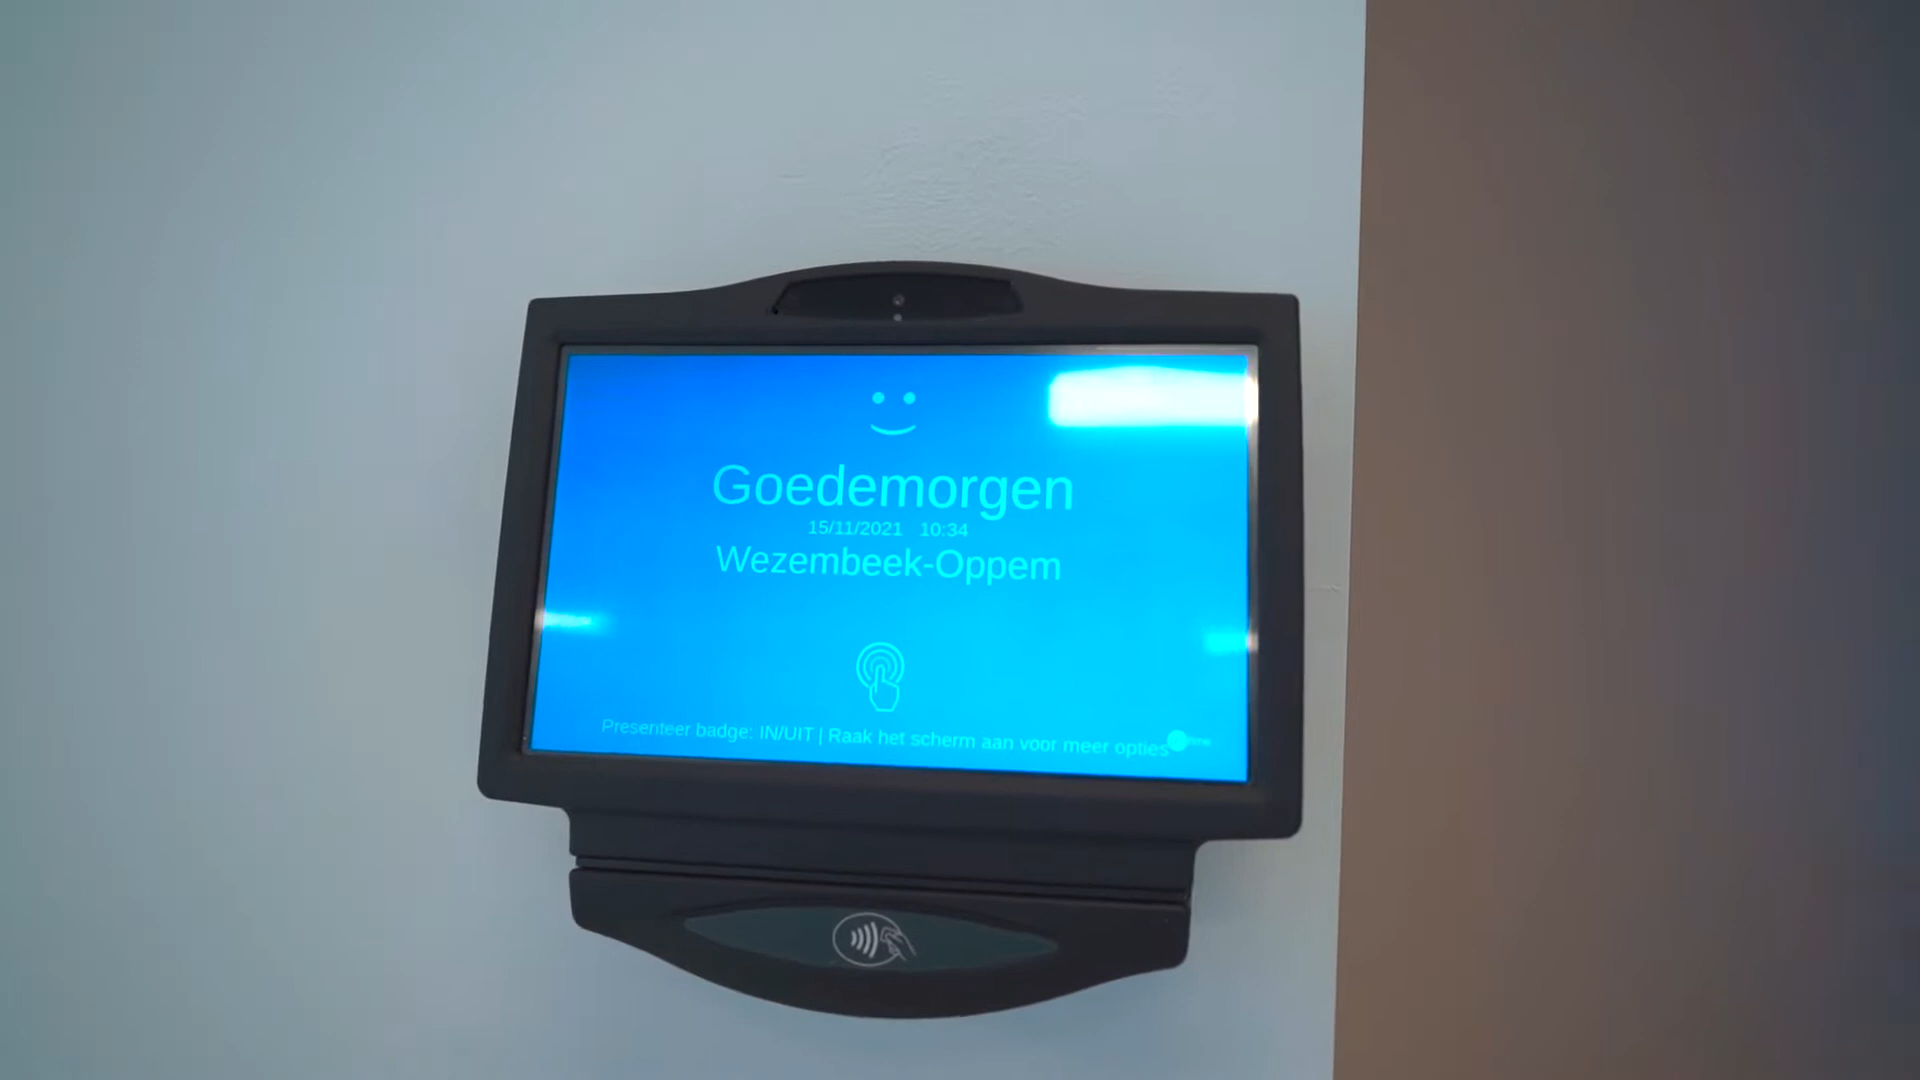 Goedemorgen
15/11/2021 10:34
Wezembeek-Oppem
Presenteer badge: IN/UIT | Raak het scherm aan voor meer opties